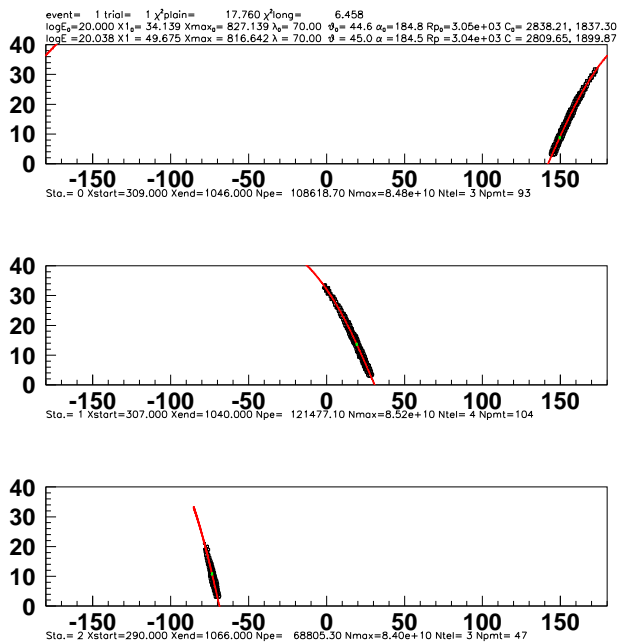 event= 1 trial= 1 χ²plain= 17.760 χ²long= 6.458
logE₀=20.000 X1₀= 34.139 Xmax₀= 827.139 λ₀= 70.00 ϑ₀= 44.6 α₀=184.8 Rp₀=3.05e+03 C₀= 2838.21, 1837.30
logE =20.038 X1 = 49.675 Xmax = 816.642 λ = 70.00 ϑ = 45.0 α =184.5 Rp =3.04e+03 C = 2809.65, 1899.87
40
30
20
10
0
-150 -100 -50 0 50 100 150
Sta.= 0 Xstart=309.000 Xend=1046.000 Npe= 108618.70 Nmax=8.48e+10 Ntel= 3 Npmt= 93
40
30
20
10
0
-150 -100 -50 0 50 100 150
Sta.= 1 Xstart=307.000 Xend=1040.000 Npe= 121477.10 Nmax=8.52e+10 Ntel= 4 Npmt=104
40
30
20
10
0
-150 -100 -50 0 50 100 150
Sta.= 2 Xstart=290.000 Xend=1066.000 Npe= 68805.30 Nmax=8.40e+10 Ntel= 3 Npmt= 47